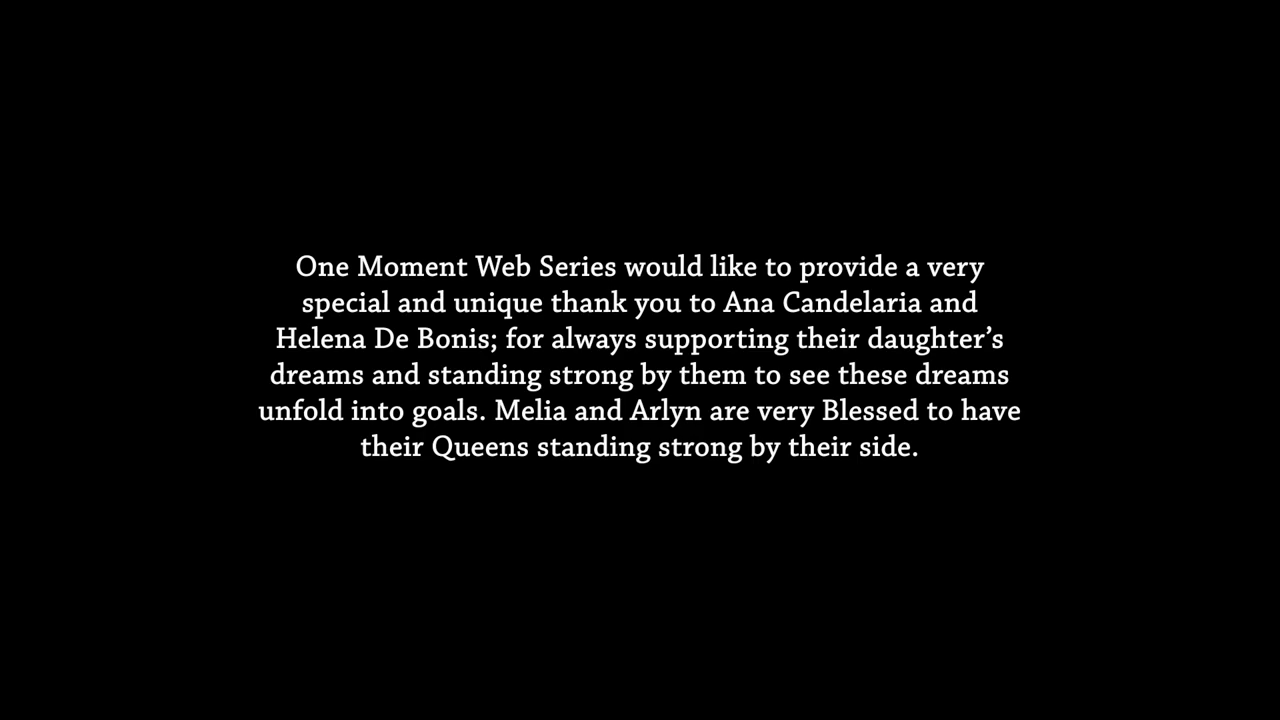 One Moment Web Series would like to provide a very
special and unique thank you to Ana Candelaria and
Helena De Bonis; for always supporting their daughter’s
dreams and standing strong by them to see these dreams
unfold into goals. Melia and Arlyn are very Blessed to have
their Queens standing strong by their side.